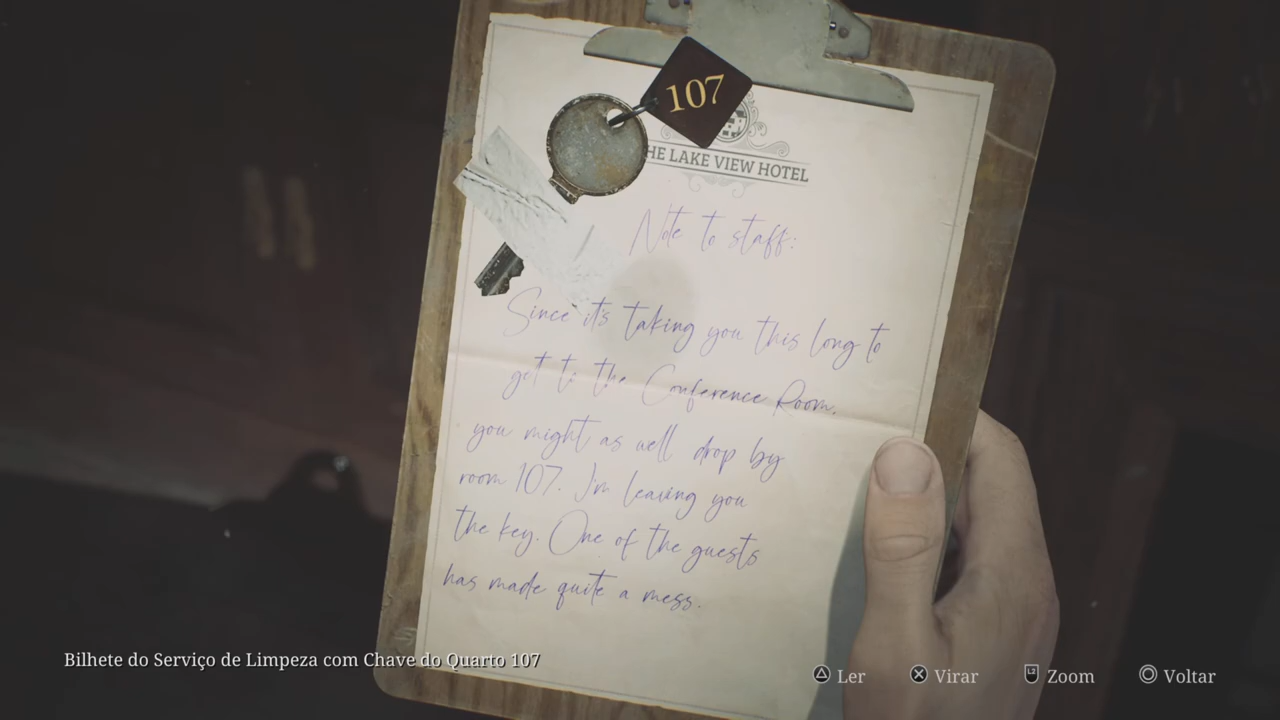 107
HE LAKE VIEW HOTEL
Note to staff:
Since it's taking you this long to
get to the Conference Room,
you might as well drop by
room 107. I'm leaving you
the key. One of the guests
has made quite a mess.
Bilhete do Serviço de Limpeza com Chave do Quarto 107
Ler Virar L2 Zoom Voltar